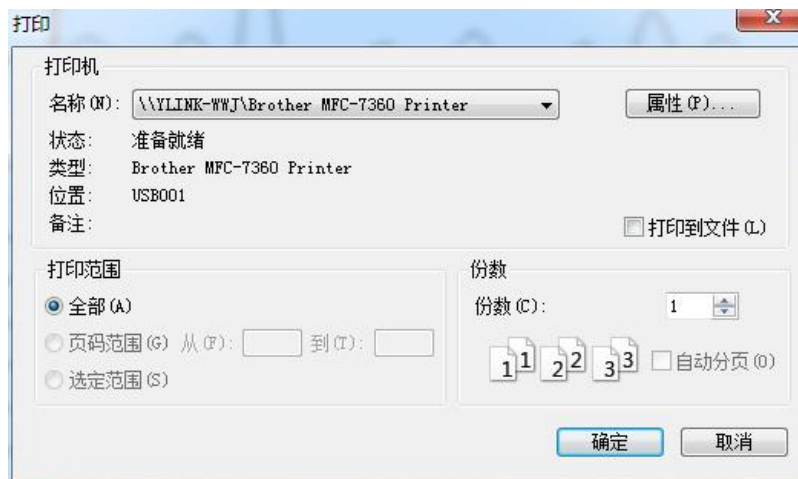 打印
打印机
名称(N): \\YLINK-WWJ\Brother MFC-7360 Printer 属性(P)...
状态: 准备就绪
类型: Brother MFC-7360 Printer
位置: USB001
备注: 打印到文件(L)
打印范围 份数
全部(A) 份数(C): 1
页码范围(G) 从(F): 到(T): 1 1 2 2 3 3 自动分页(O)
选定范围(S)
确定 取消